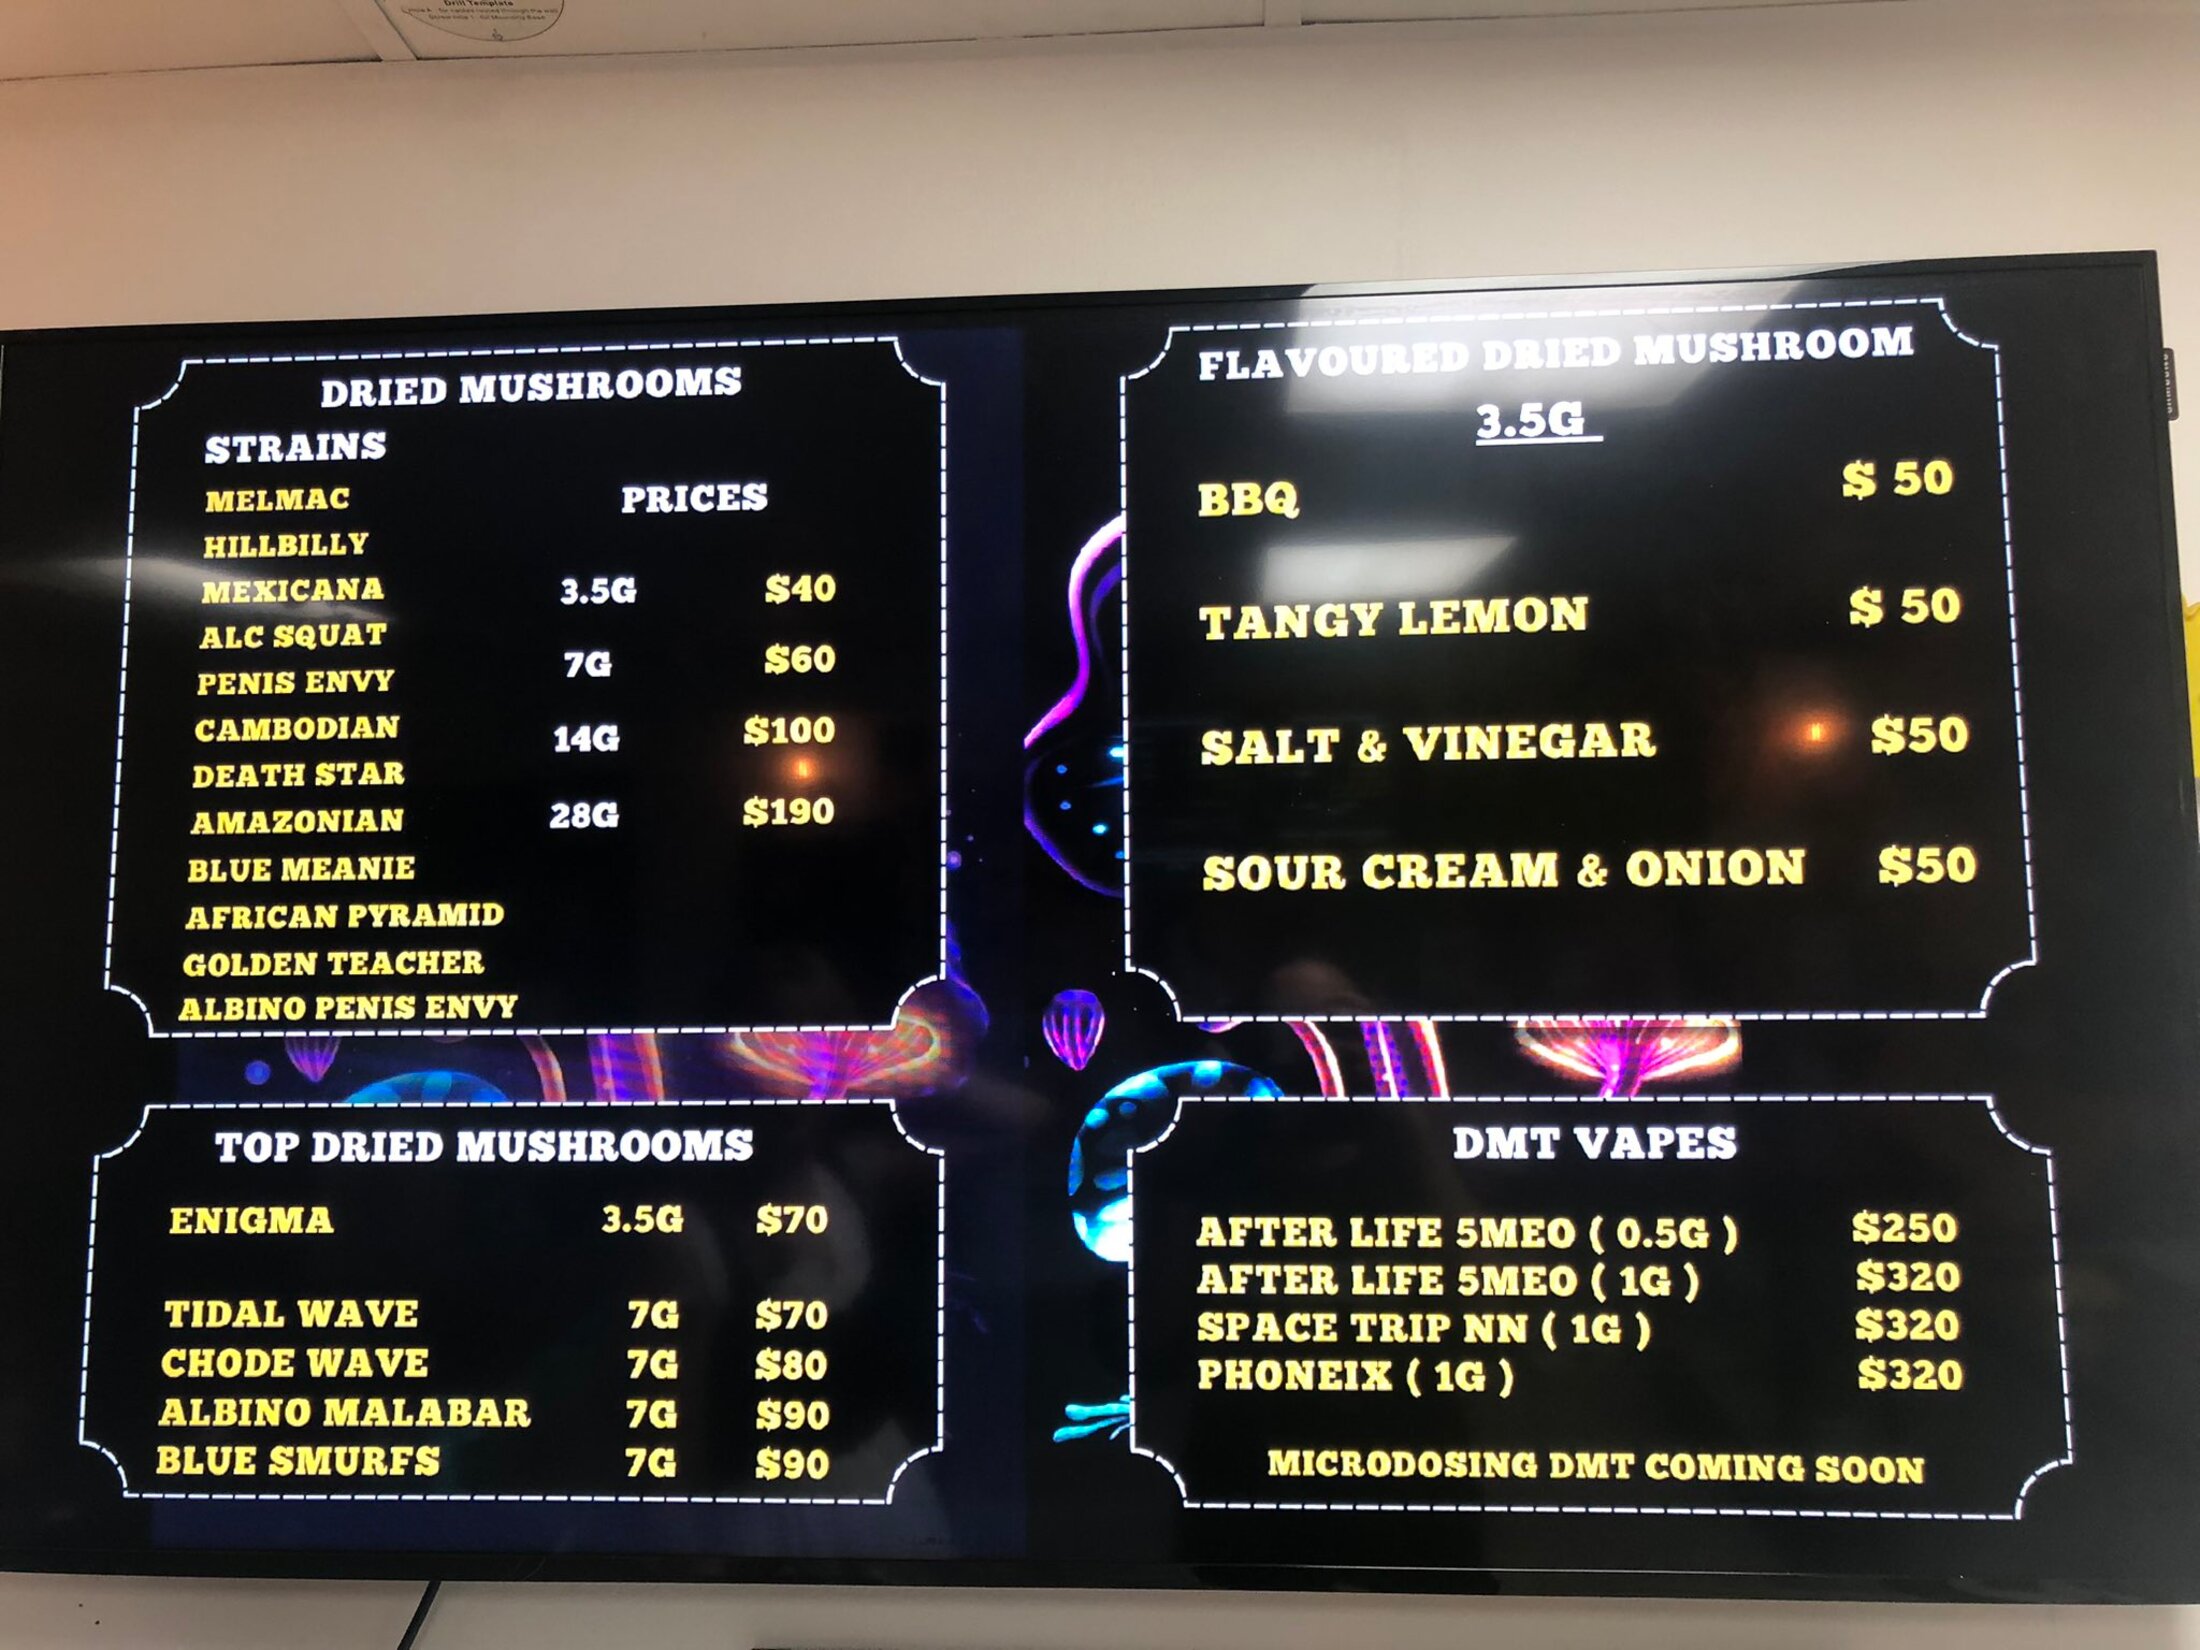 Drill Template
DRIED MUSHROOMS
STRAINS
MELMAC
HILLBILLY
MEXICANA
ALC SQUAT
PENIS ENVY
CAMBODIAN
DEATH STAR
AMAZONIAN
BLUE MEANIE
AFRICAN PYRAMID
GOLDEN TEACHER
ALBINO PENIS ENVY
PRICES
3.5G $40
7G $60
14G $100
28G $190
FLAVOURED DRIED MUSHROOM
3.5G
BBQ $ 50
TANGY LEMON $ 50
SALT & VINEGAR $50
SOUR CREAM & ONION $50
TOP DRIED MUSHROOMS
ENIGMA 3.5G $70
TIDAL WAVE 7G $70
CHODE WAVE 7G $80
ALBINO MALABAR 7G $90
BLUE SMURFS 7G $90
DMT VAPES
AFTER LIFE 5MEO ( 0.5G ) $250
AFTER LIFE 5MEO ( 1G ) $320
SPACE TRIP NN ( 1G ) $320
PHONEIX ( 1G ) $320
MICRODOSING DMT COMING SOON